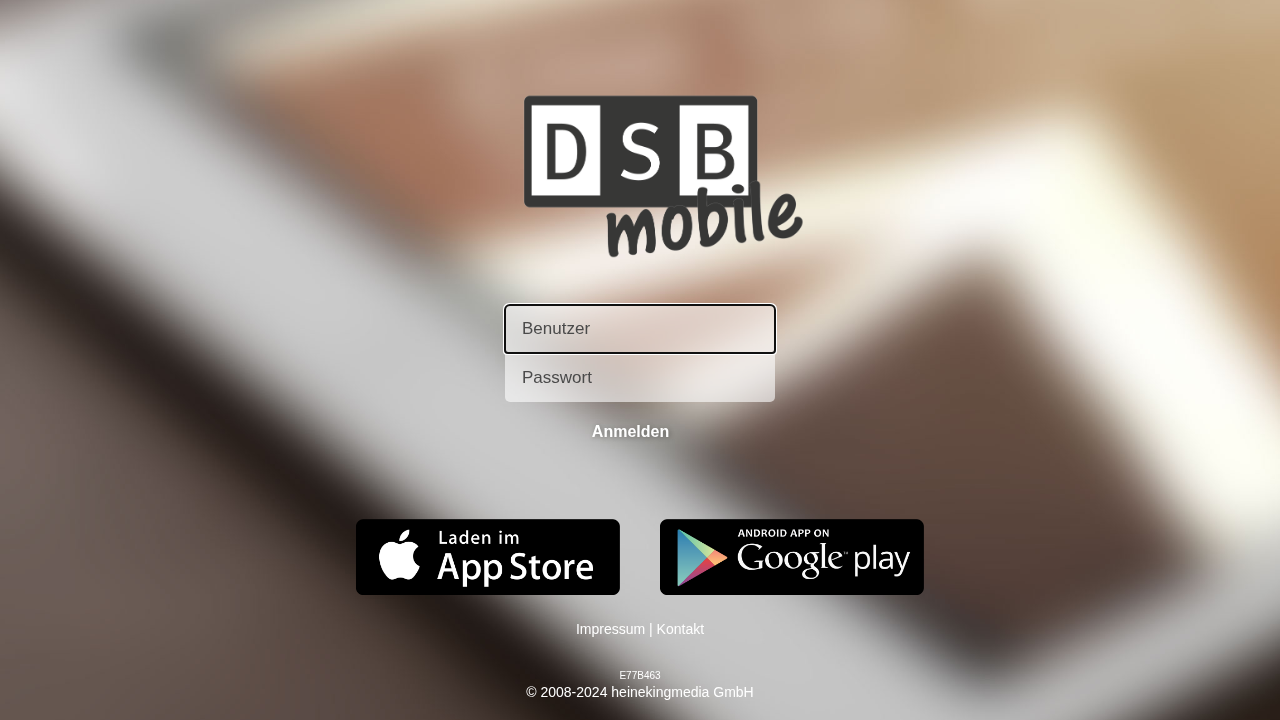 DSB
mobile
Benutzer
Passwort
Anmelden
Laden im
App Store
ANDROID APP ON
Google™ play
Impressum | Kontakt
E77B463
© 2008-2024 heinekingmedia GmbH